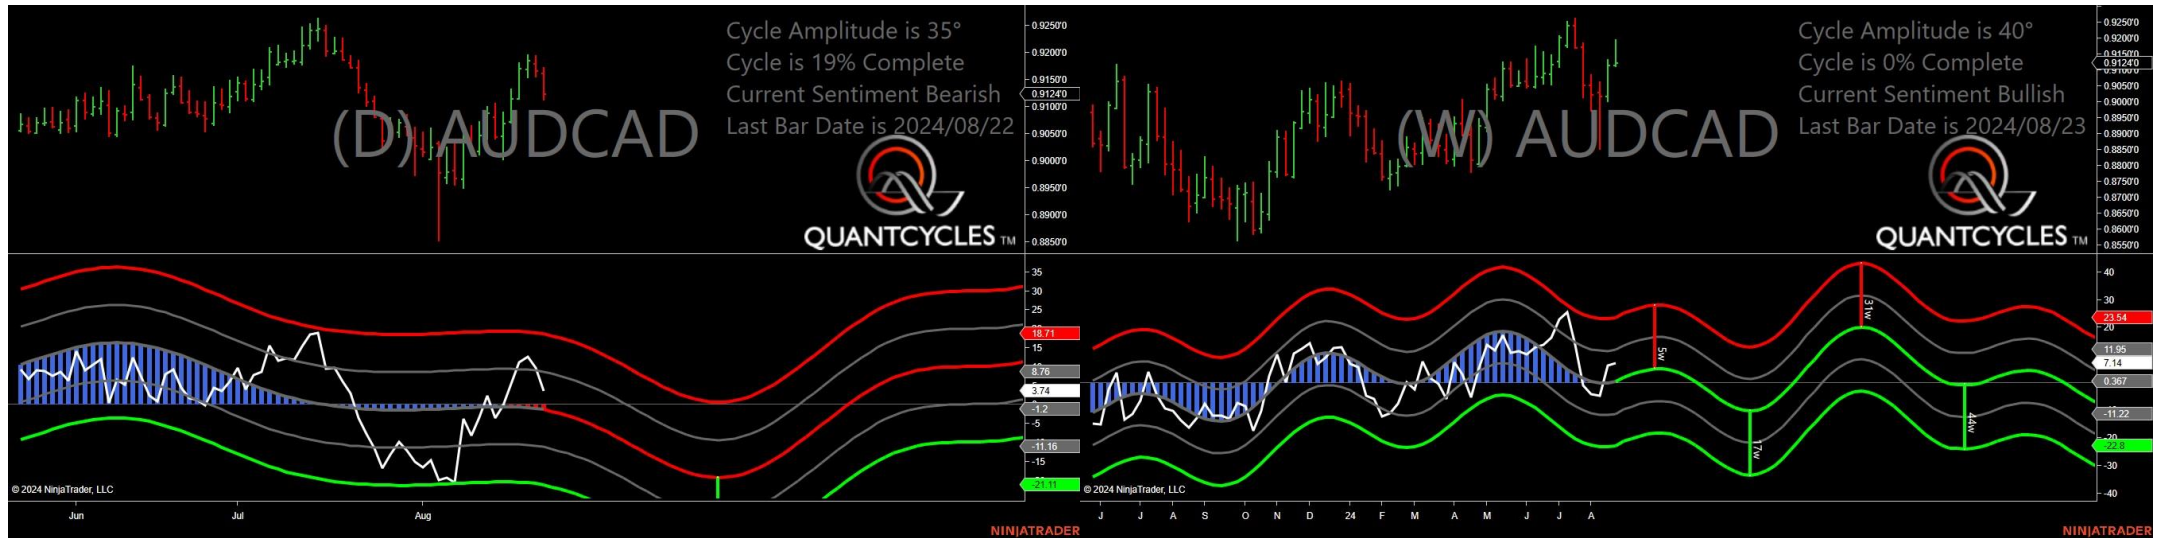 Cycle Amplitude is 35°
Cycle is 19% Complete
Current Sentiment Bearish
Last Bar Date is 2024/08/22
(D) AUDCAD
QUANTCYCLES TM
0.9250'0
0.9200'0
0.9150'0
0.9124'0
0.9100'0
0.9050'0
0.9000'0
0.8950'0
0.8900'0
0.8850'0
35
30
25
18.71
15
8.76
3.74
-1.2
-5
-11.16
-15
-21.11
© 2024 NinjaTrader, LLC
Jun Jul Aug
NINJATRADER
Cycle Amplitude is 40°
Cycle is 0% Complete
Current Sentiment Bullish
Last Bar Date is 2024/08/23
(W) AUDCAD
QUANTCYCLES TM
0.9250'0
0.9200'0
0.9150'0
0.9124'0
0.9100'0
0.9050'0
0.9000'0
0.8950'0
0.8900'0
0.8850'0
0.8800'0
0.8750'0
0.8700'0
0.8650'0
0.8600'0
0.8550'0
5w
17w
31w
44w
40
30
23.54
20
11.95
7.14
0.367
-11.22
-20
-22.8
-30
-40
© 2024 NinjaTrader, LLC
J J A S O N D 24 F M A M J J A
NINJATRADER